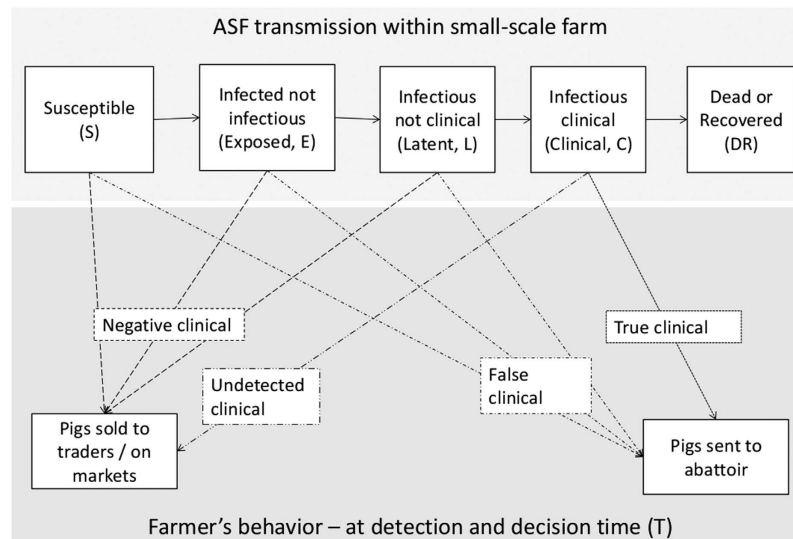 ASF transmission within small-scale farm
Susceptible
(S)
Infected not
infectious
(Exposed, E)
Infectious
not clinical
(Latent, L)
Infectious
clinical
(Clinical, C)
Dead or
Recovered
(DR)
Negative clinical
Undetected
clinical
False
clinical
True clinical
Pigs sold to
traders / on
markets
Pigs sent to
abattoir
Farmer’s behavior – at detection and decision time (T)